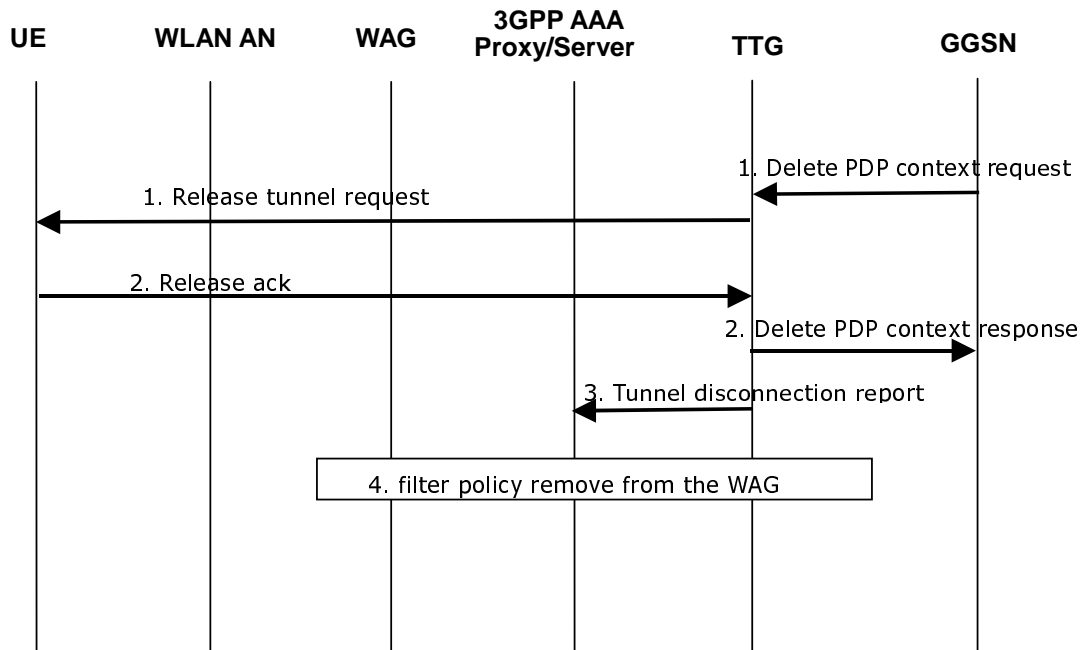 UE
WLAN AN
WAG
3GPP AAA
Proxy/Server
TTG
GGSN
1. Delete PDP context request
1. Release tunnel request
2. Release ack
2. Delete PDP context response
3. Tunnel disconnection report
4. filter policy remove from the WAG